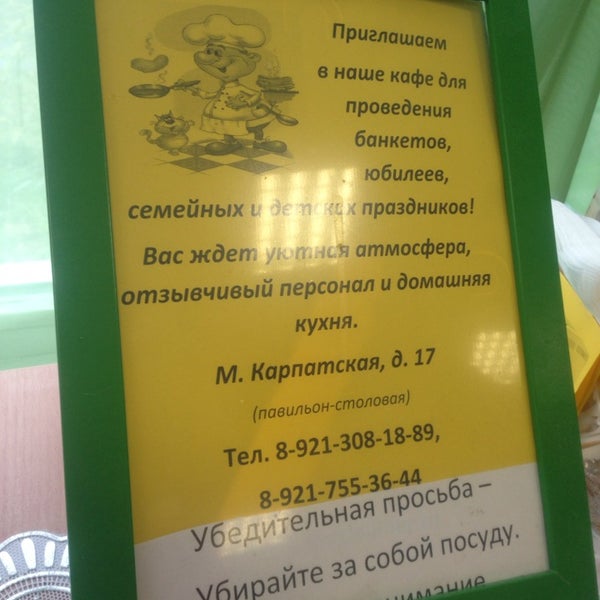 Приглашаем
в наше кафе для
проведения
банкетов,
юбилеев,
семейных и детских праздников!
Вас ждет уютная атмосфера,
отзывчивый персонал и домашняя
кухня.
М. Карпатская, д. 17
(павильон-столовая)
Тел. 8-921-308-18-89,
8-921-755-36-44
Убедительная просьба –
Убирайте за собой посуду.